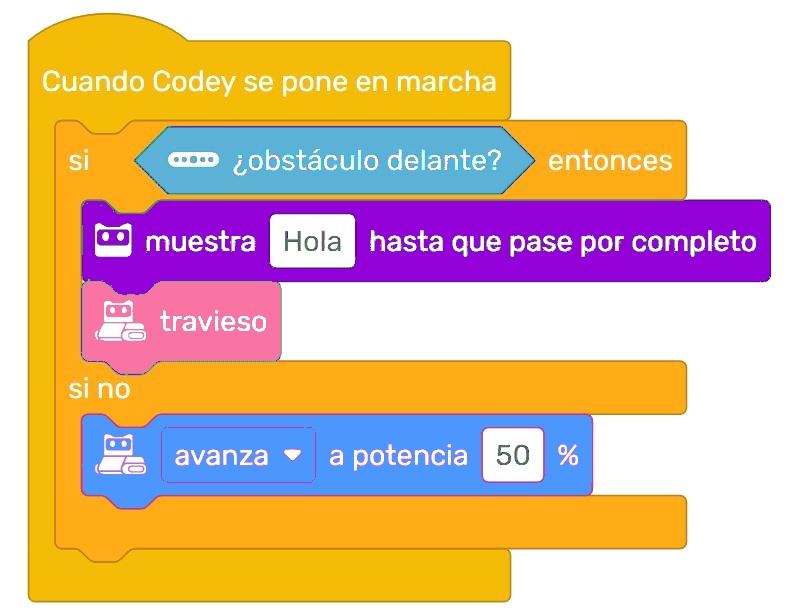 Cuando Codey se pone en marcha
si ¿obstáculo delante? entonces
muestra Hola hasta que pase por completo
travieso
si no
avanza a potencia 50 %